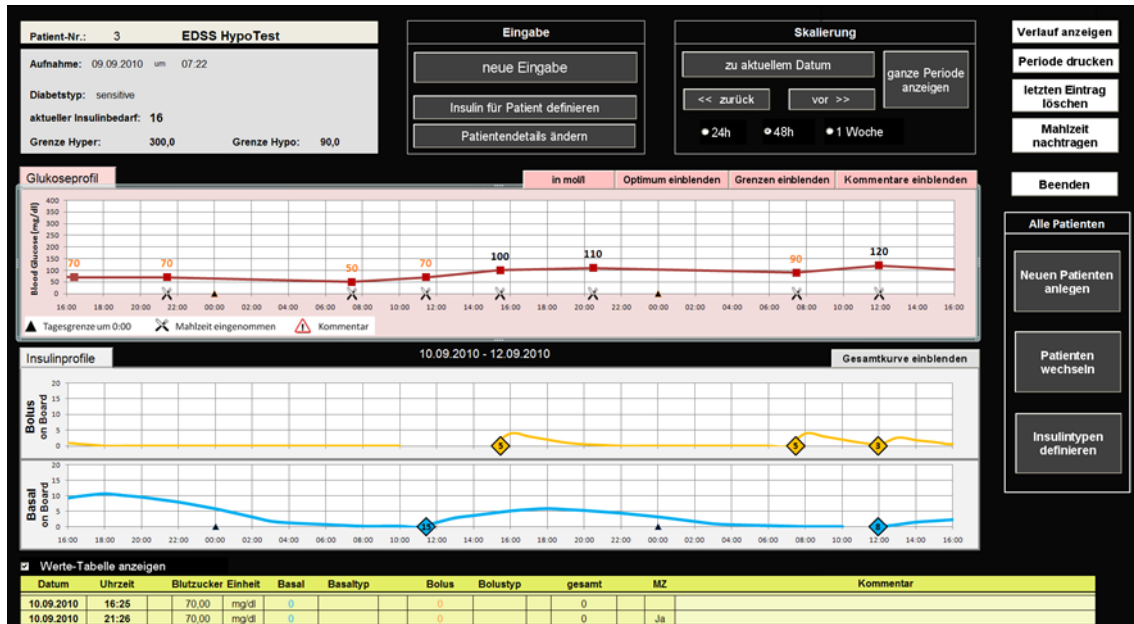 Patient-Nr.: 3 EDSS HypoTest
Aufnahme: 09.09.2010 um 07:22
Diabetstyp: sensitive
aktueller Insulinbedarf: 16
Grenze Hyper: 300,0 Grenze Hypo: 90,0
Eingabe
neue Eingabe
Insulin für Patient definieren
Patientendetails ändern
Skalierung
zu aktuellem Datum
<< zurück vor >>
ganze Periode
anzeigen
24h 48h 1 Woche
Verlauf anzeigen
Periode drucken
letzten Eintrag
löschen
Mahlzeit
nachtragen
Beenden
Alle Patienten
Neuen Patienten
anlegen
Patienten
wechseln
Insulintypen
definieren
Glukoseprofil
in mol/l Optimum einblenden Grenzen einblenden Kommentare einblenden
Blood Glucose (mg/dl)
400
350
300
250
200
150
100
50
0
70 70 50 70 100 110 90 120
16:00 18:00 20:00 22:00 00:00 02:00 04:00 06:00 08:00 10:00 12:00 14:00 16:00 18:00 20:00 22:00 00:00 02:00 04:00 06:00 08:00 10:00 12:00 14:00 16:00
Tagesgrenze um 0:00 Mahlzeit eingenommen Kommentar
Insulinprofile 10.09.2010 - 12.09.2010 Gesamtkurve einblenden
Bolus
on Board
20
15
10
5
0
5 5 3
Basal
on Board
20
15
10
5
0
15 8
16:00 18:00 20:00 22:00 00:00 02:00 04:00 06:00 08:00 10:00 12:00 14:00 16:00 18:00 20:00 22:00 00:00 02:00 04:00 06:00 08:00 10:00 12:00 14:00 16:00
Werte-Tabelle anzeigen
Datum Uhrzeit Blutzucker Einheit Basal Basaltyp Bolus Bolustyp gesamt MZ Kommentar
10.09.2010 16:25 70,00 mg/dl 0 0 0
10.09.2010 21:26 70,00 mg/dl 0 0 0 Ja